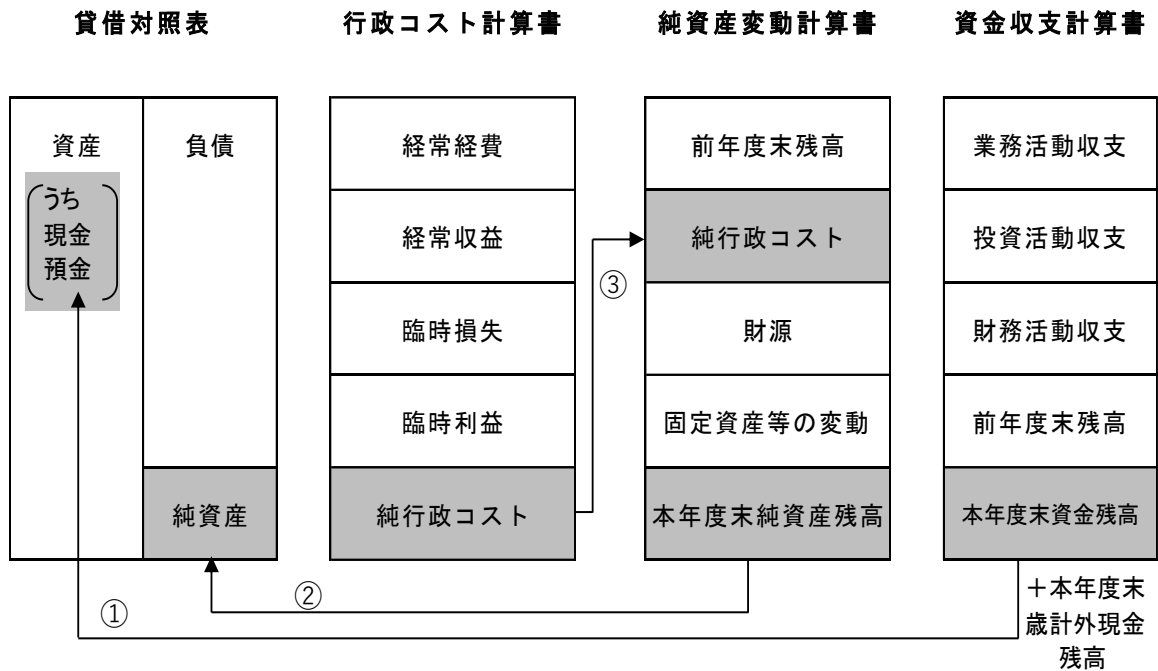 貸借対照表
行政コスト計算書
純資産変動計算書
資金収支計算書
資産
うち
現金
預金
負債
純資産
経常経費
経常収益
臨時損失
臨時利益
純行政コスト
前年度末残高
純行政コスト
財源
固定資産等の変動
本年度末純資産残高
業務活動収支
投資活動収支
財務活動収支
前年度末残高
本年度末資金残高
③
②
①
＋本年度末
歳計外現金
残高